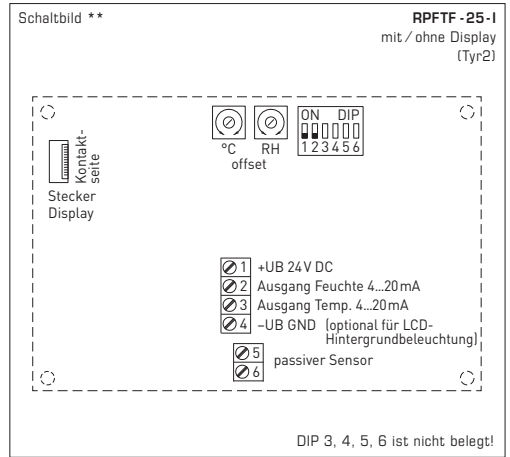 Schaltbild **
RPFTF - 25 - I
mit / ohne Display
(Tyr2)
ON DIP
1 2 3 4 5 6
°C RH
offset
Kontakt-
seite
Stecker
Display
1 +UB 24V DC
2 Ausgang Feuchte 4...20mA
3 Ausgang Temp. 4...20mA
4 –UB GND (optional für LCD-
Hintergrundbeleuchtung)
5
passiver Sensor
6
DIP 3, 4, 5, 6 ist nicht belegt!